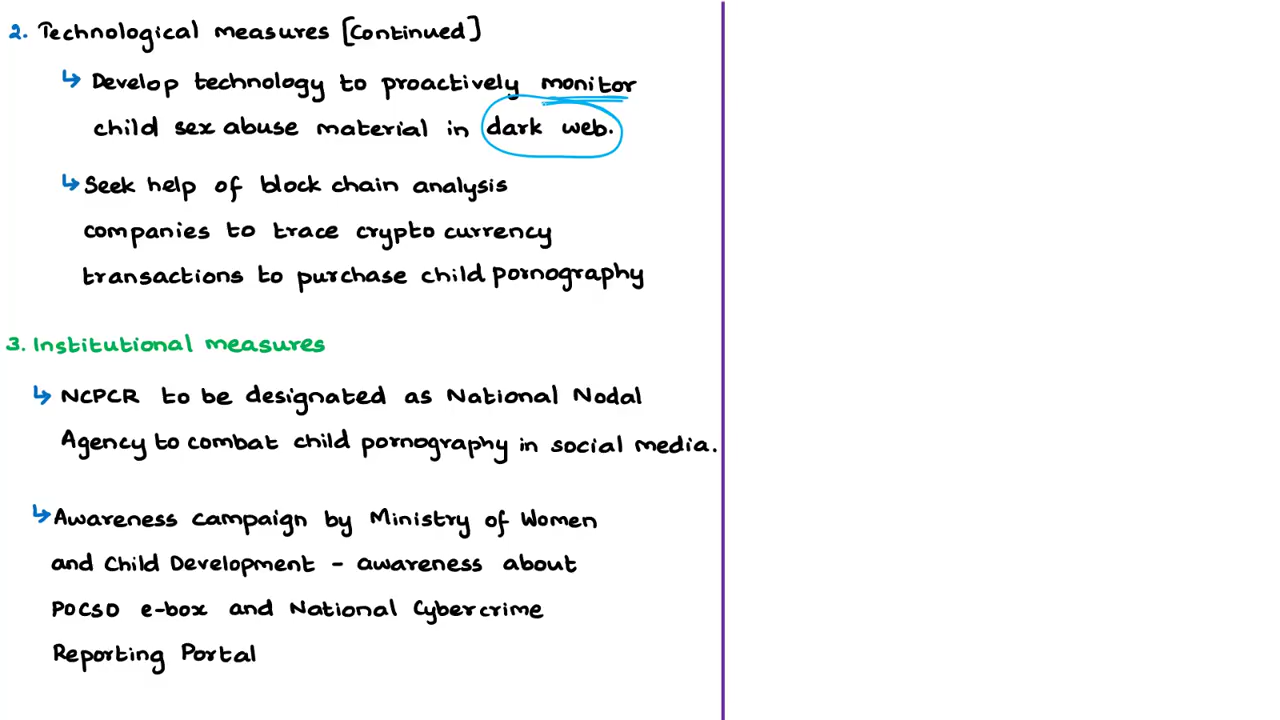 2. Technological measures [Continued]
↳ Develop technology to proactively monitor
child sex abuse material in dark web.
↳ Seek help of block chain analysis
companies to trace crypto currency
transactions to purchase child pornography
3. Institutional measures
↳ NCPCR to be designated as National Nodal
Agency to combat child pornography in social media.
↳ Awareness campaign by Ministry of Women
and Child Development - awareness about
POCSO e-box and National Cybercrime
Reporting Portal